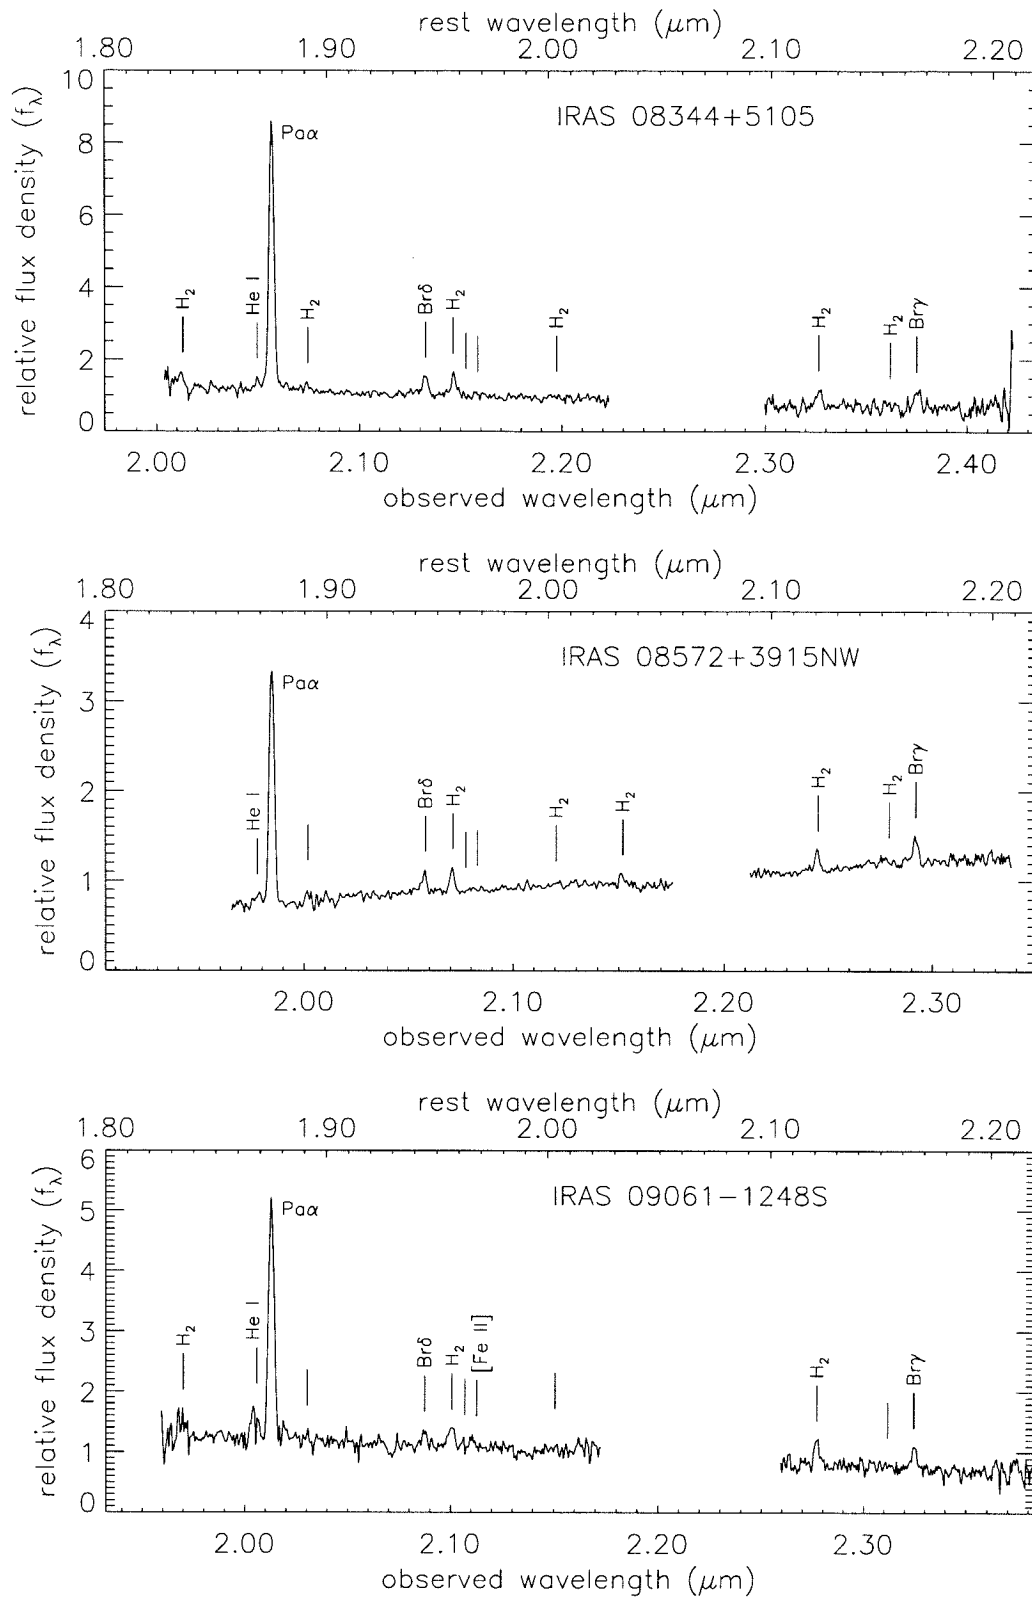 rest wavelength (μm)
1.80 1.90 2.00 2.10 2.20
10
8
6
4
2
0
relative flux density (fλ)
IRAS 08344+5105
Paα
H2 He I H2 Brδ H2 H2 H2 H2 Brγ
2.00 2.10 2.20 2.30 2.40
observed wavelength (μm)
rest wavelength (μm)
1.80 1.90 2.00 2.10 2.20
4
3
2
1
0
relative flux density (fλ)
IRAS 08572+3915NW
Paα
He I Brδ H2 H2 H2 H2 H2 Brγ
2.00 2.10 2.20 2.30
observed wavelength (μm)
rest wavelength (μm)
1.80 1.90 2.00 2.10 2.20
6
5
4
3
2
1
0
relative flux density (fλ)
IRAS 09061−1248S
Paα
H2 He I Brδ H2 [Fe II] H2 Brγ
2.00 2.10 2.20 2.30
observed wavelength (μm)